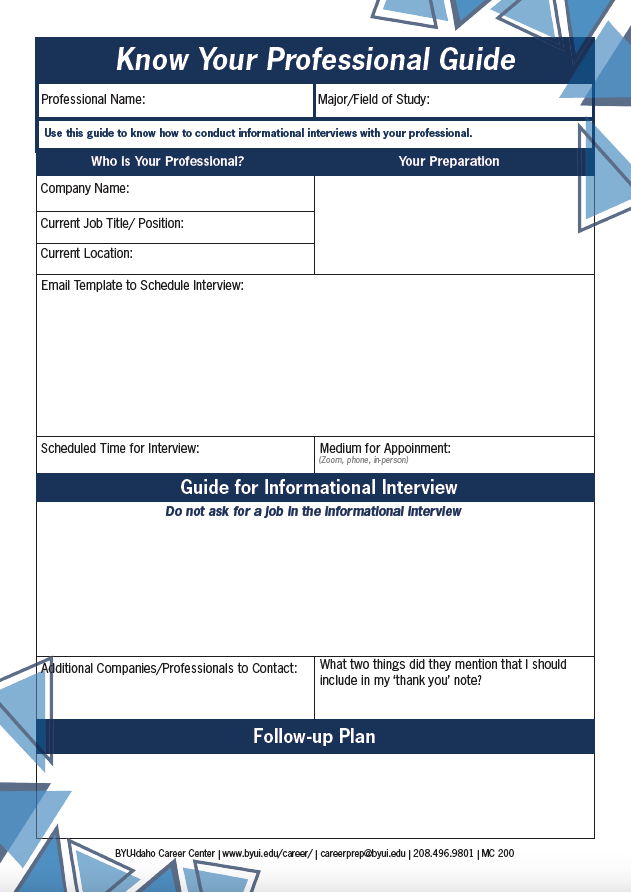 Know Your Professional Guide
Professional Name:
Major/Field of Study:
Use this guide to know how to conduct informational interviews with your professional.
Who is Your Professional?
Your Preparation
Company Name:
Current Job Title/ Position:
Current Location:
Email Template to Schedule Interview:
Scheduled Time for Interview:
Medium for Appoinment:
(Zoom, phone, in-person)
Guide for Informational Interview
Do not ask for a job in the informational interview
Additional Companies/Professionals to Contact:
What two things did they mention that I should
include in my ‘thank you’ note?
Follow-up Plan
BYU-Idaho Career Center | www.byui.edu/career/ | careerprep@byui.edu | 208.496.9801 | MC 200